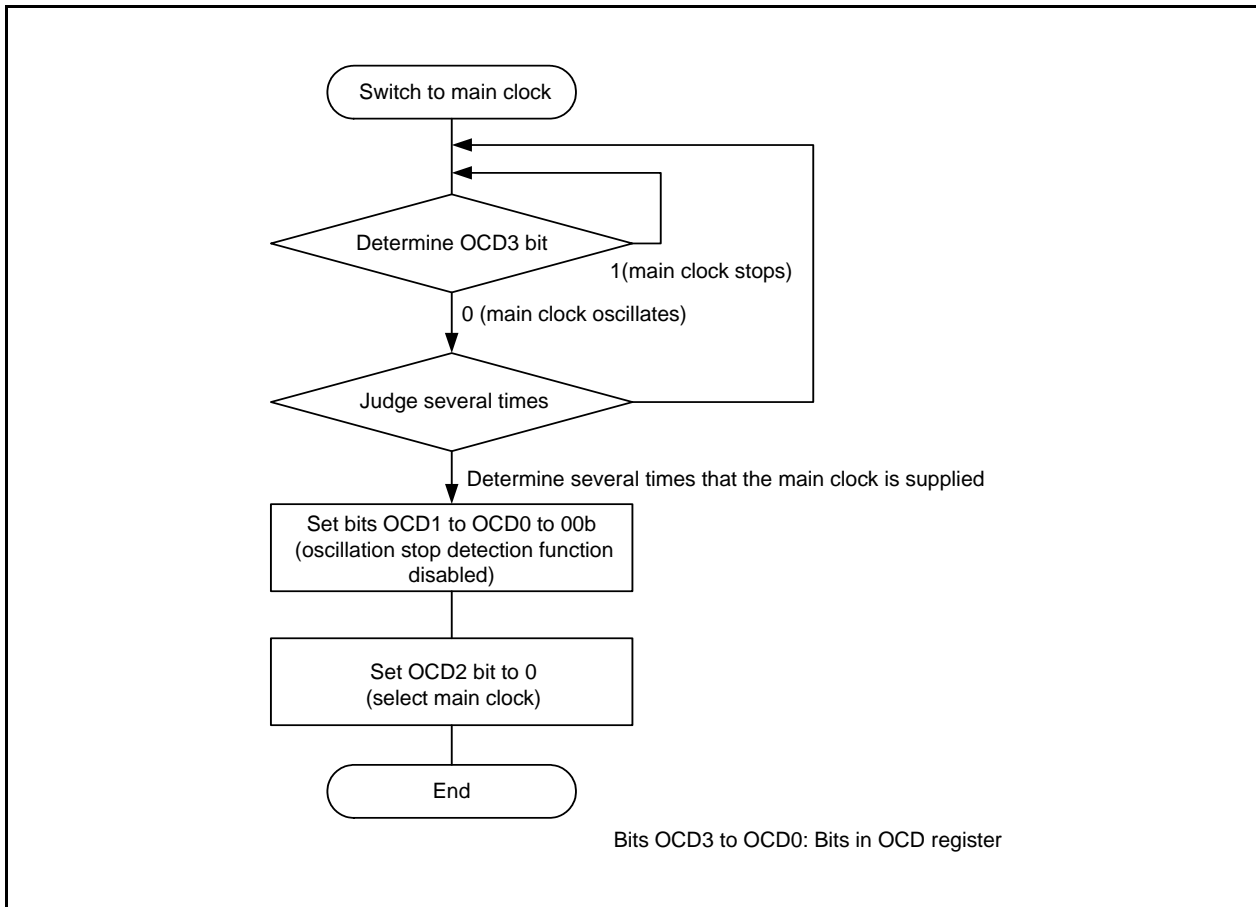 Switch to main clock
Determine OCD3 bit
1(main clock stops)
0 (main clock oscillates)
Judge several times
Determine several times that the main clock is supplied
Set bits OCD1 to OCD0 to 00b
(oscillation stop detection function
disabled)
Set OCD2 bit to 0
(select main clock)
End
Bits OCD3 to OCD0: Bits in OCD register